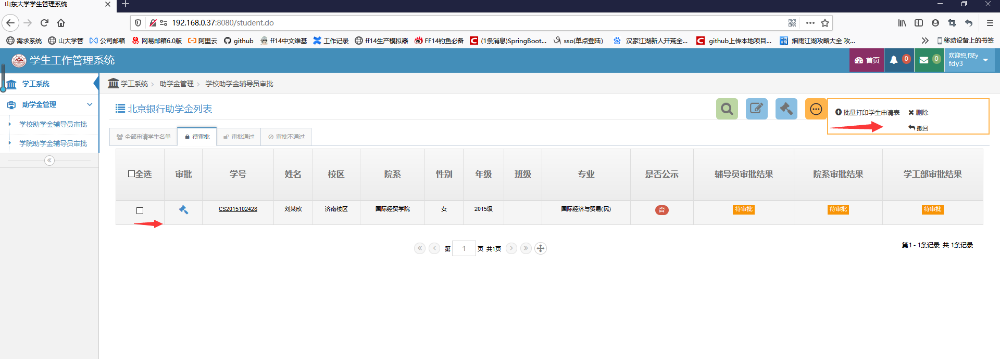 山东大学学生管理系统
192.168.0.37:8080/student.do
需求系统 山大学管 公司邮箱 网易邮箱6.0版 阿里云 github ff14中文维基 工作记录 ff14生产模拟器 FF14钓鱼必备 (1条消息)SpringBoot... sso(单点登陆) 汉家江湖新人开荒全... github上传本地项目... 烟雨江湖攻略大全 攻... 移动设备上的书签
学生工作管理系统
首页 0 0
fdy3
学工系统
助学金管理
学校助学金辅导员审批
学院助学金辅导员审批
学工系统 助学金管理 学校助学金辅导员审批
北京银行助学金列表
批量打印学生申请表 删除
撤回
全部申请学生名单 待审批 审批通过 审批不通过
全选 审批 学号 姓名 校区 院系 性别 年级 班级 专业 是否公示 辅导员审批结果 院系审批结果 学工部审批结果
CS2015102428 刘莱欣 济南校区 国际经贸学院 女 2015级 国际经济与贸易(民) 否 待审批 待审批 待审批
第 1 页 共1页
第1 - 1条记录 共 1条记录